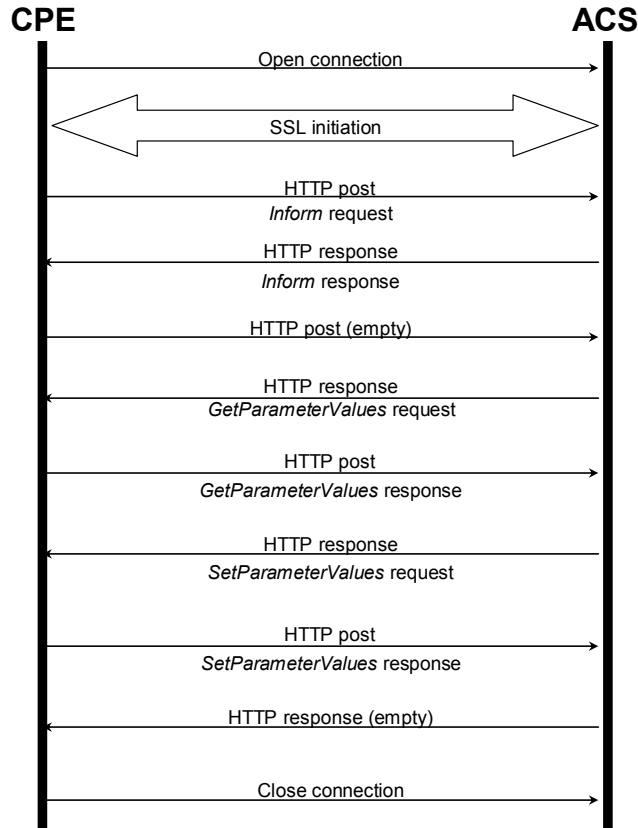 CPE
ACS
Open connection
SSL initiation
HTTP post
Inform request
HTTP response
Inform response
HTTP post (empty)
HTTP response
GetParameterValues request
HTTP post
GetParameterValues response
HTTP response
SetParameterValues request
HTTP post
SetParameterValues response
HTTP response (empty)
Close connection